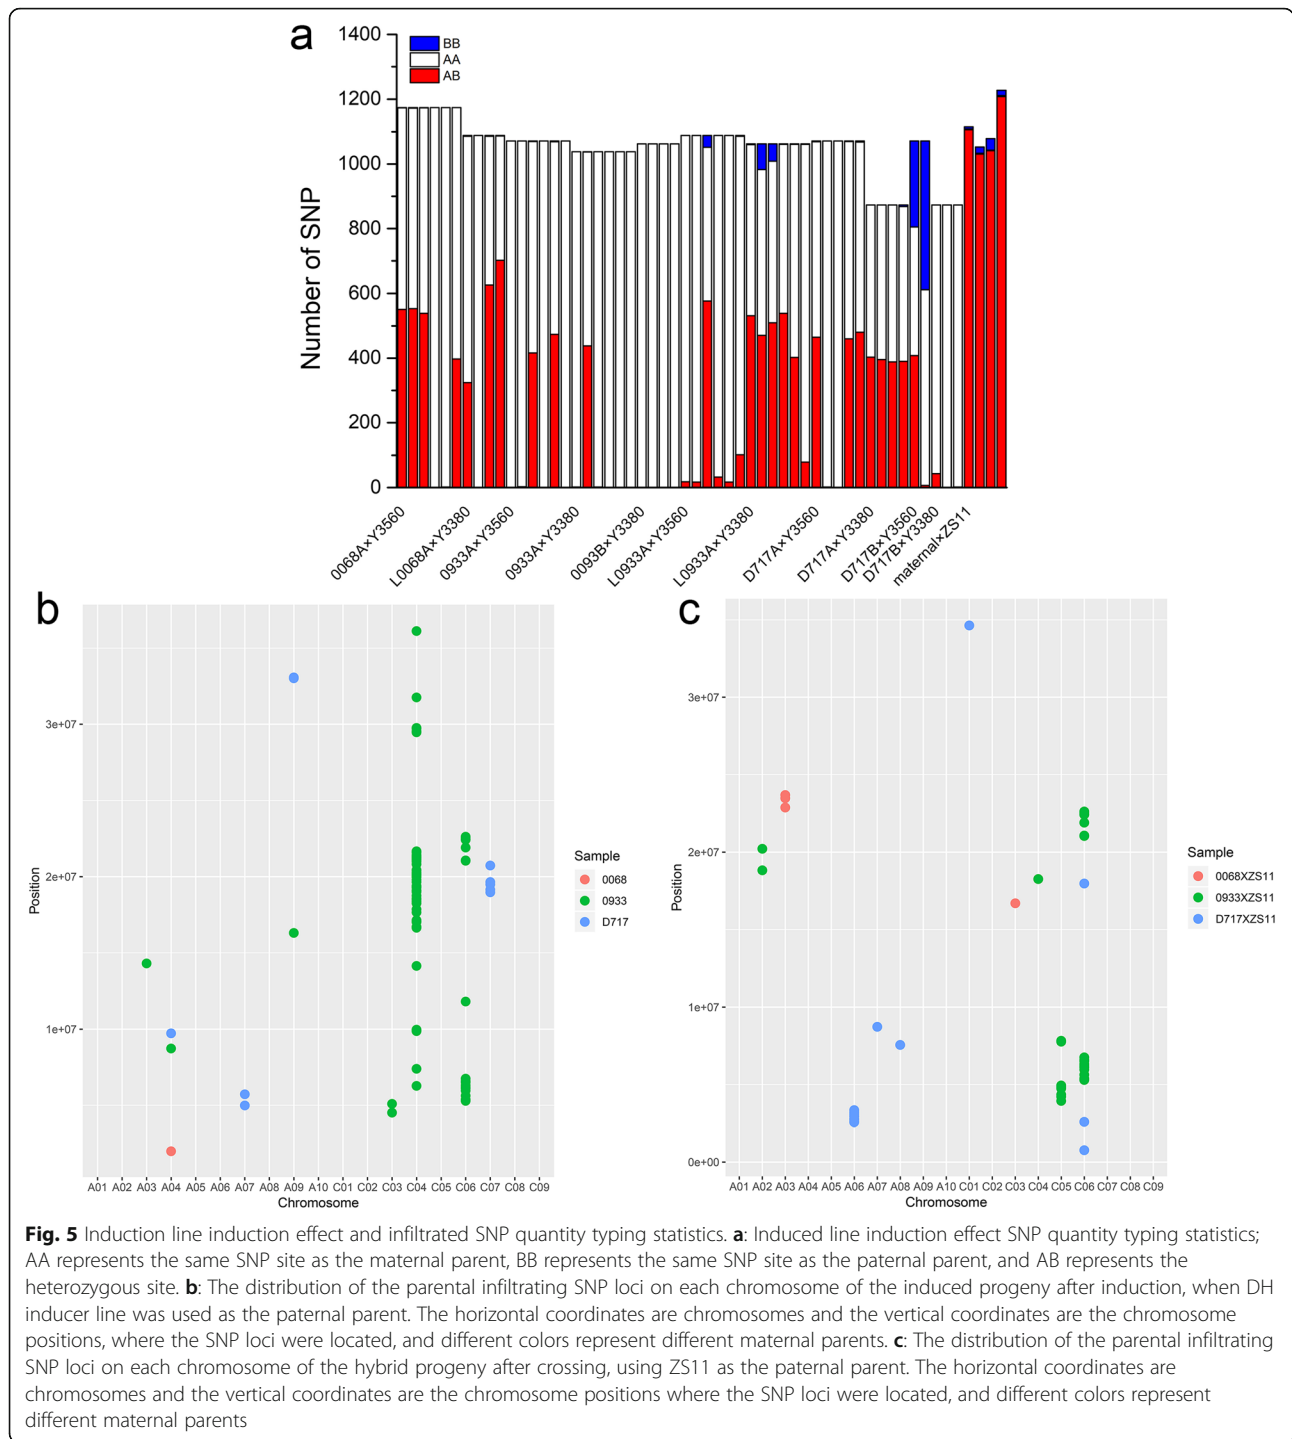 a
1400
1200
1000
800
600
400
200
0
Number of SNP
BB
AA
AB
0068A×Y3560
L0068A×Y3380
0933A×Y3560
0933A×Y3380
0093B×Y3380
L0933A×Y3560
L0933A×Y3380
D717A×Y3560
D717A×Y3380
D717B×Y3560
D717B×Y3380
maternal×ZS11
b
3e+07
2e+07
1e+07
Position
A01 A02 A03 A04 A05 A06 A07 A08 A09 A10 C01 C02 C03 C04 C05 C06 C07 C08 C09
Chromosome
Sample
0068
0933
D717
c
3e+07
2e+07
1e+07
0e+00
Position
A01 A02 A03 A04 A05 A06 A07 A08 A09 A10 C01 C02 C03 C04 C05 C06 C07 C08 C09
Chromosome
Sample
0068XZS11
0933XZS11
D717XZS11
Fig. 5 Induction line induction effect and infiltrated SNP quantity typing statistics. a: Induced line induction effect SNP quantity typing statistics;
AA represents the same SNP site as the maternal parent, BB represents the same SNP site as the paternal parent, and AB represents the
heterozygous site. b: The distribution of the parental infiltrating SNP loci on each chromosome of the induced progeny after induction, when DH
inducer line was used as the paternal parent. The horizontal coordinates are chromosomes and the vertical coordinates are the chromosome
positions, where the SNP loci were located, and different colors represent different maternal parents. c: The distribution of the parental infiltrating
SNP loci on each chromosome of the hybrid progeny after crossing, using ZS11 as the paternal parent. The horizontal coordinates are
chromosomes and the vertical coordinates are the chromosome positions where the SNP loci were located, and different colors represent
different maternal parents